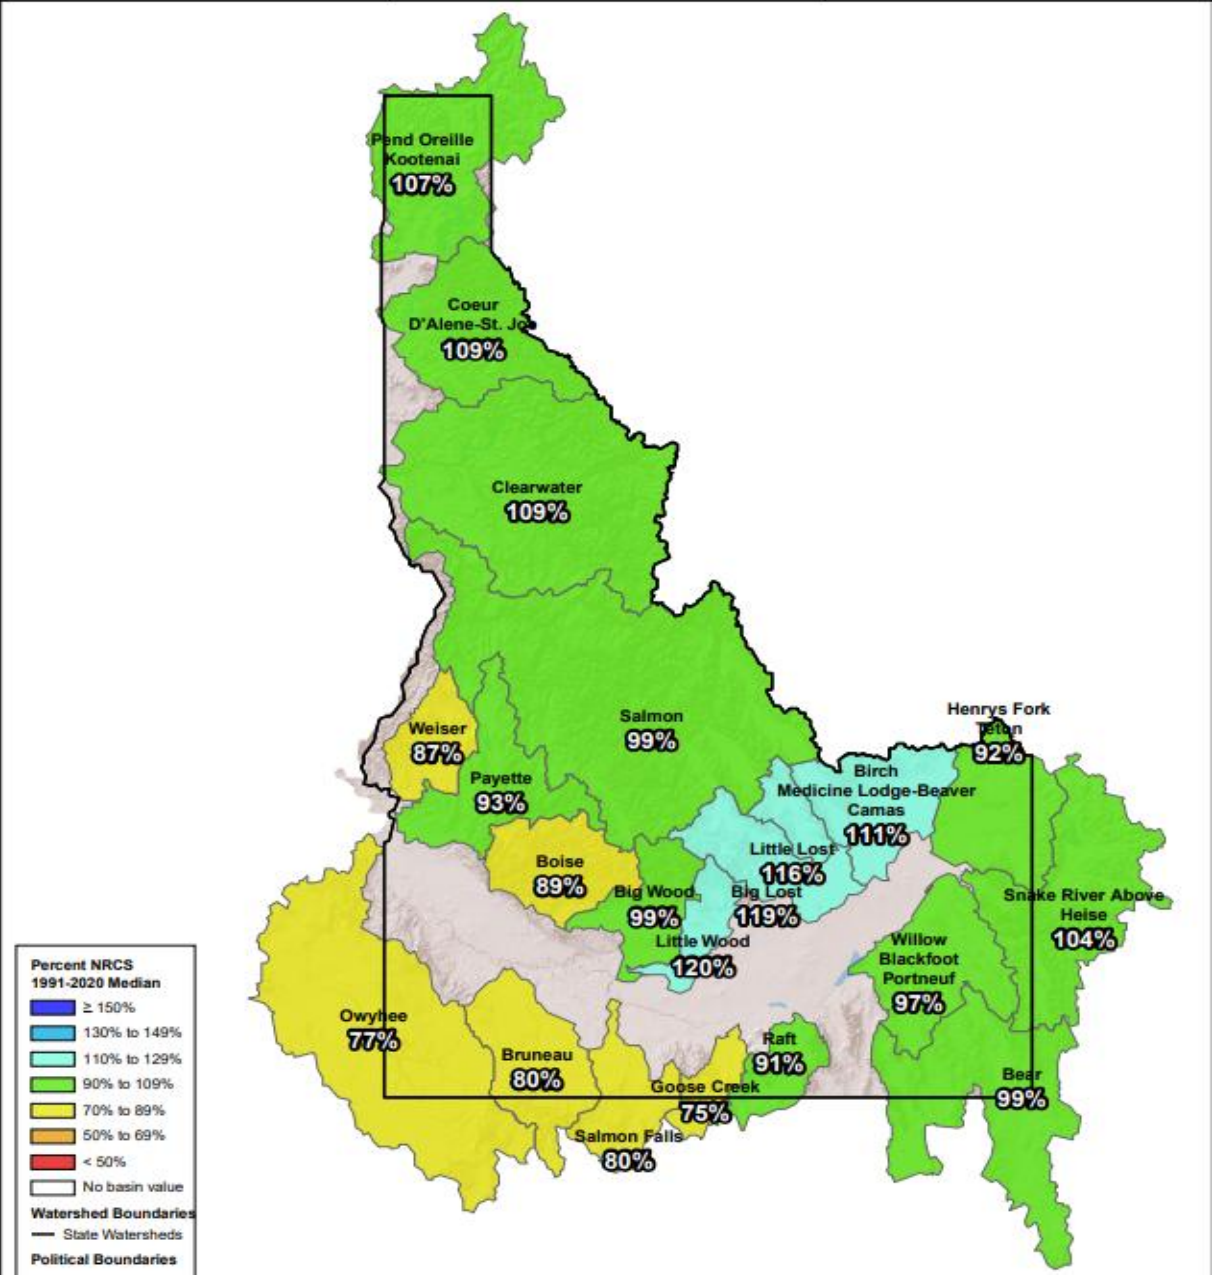 Pend Oreille
Kootenai
107%
Coeur
D'Alene-St. Joe
109%
Clearwater
109%
Salmon
99%
Weiser
87%
Payette
93%
Henrys Fork
Teton
92%
Birch
Medicine Lodge-Beaver
Camas
111%
Boise
89%
Little Lost
116%
Big Wood
99%
Big Lost
119%
Little Wood
120%
Snake River Above
Heise
104%
Willow
Blackfoot
Portneuf
97%
Owyhee
77%
Bruneau
80%
Raft
91%
Goose Creek
75%
Bear
99%
Salmon Falls
80%
Percent NRCS
1991-2020 Median
≥ 150%
130% to 149%
110% to 129%
90% to 109%
70% to 89%
50% to 69%
< 50%
No basin value
Watershed Boundaries
State Watersheds
Political Boundaries